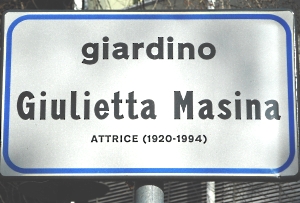 giardino
Giulietta Masina
ATTRICE (1920-1994)